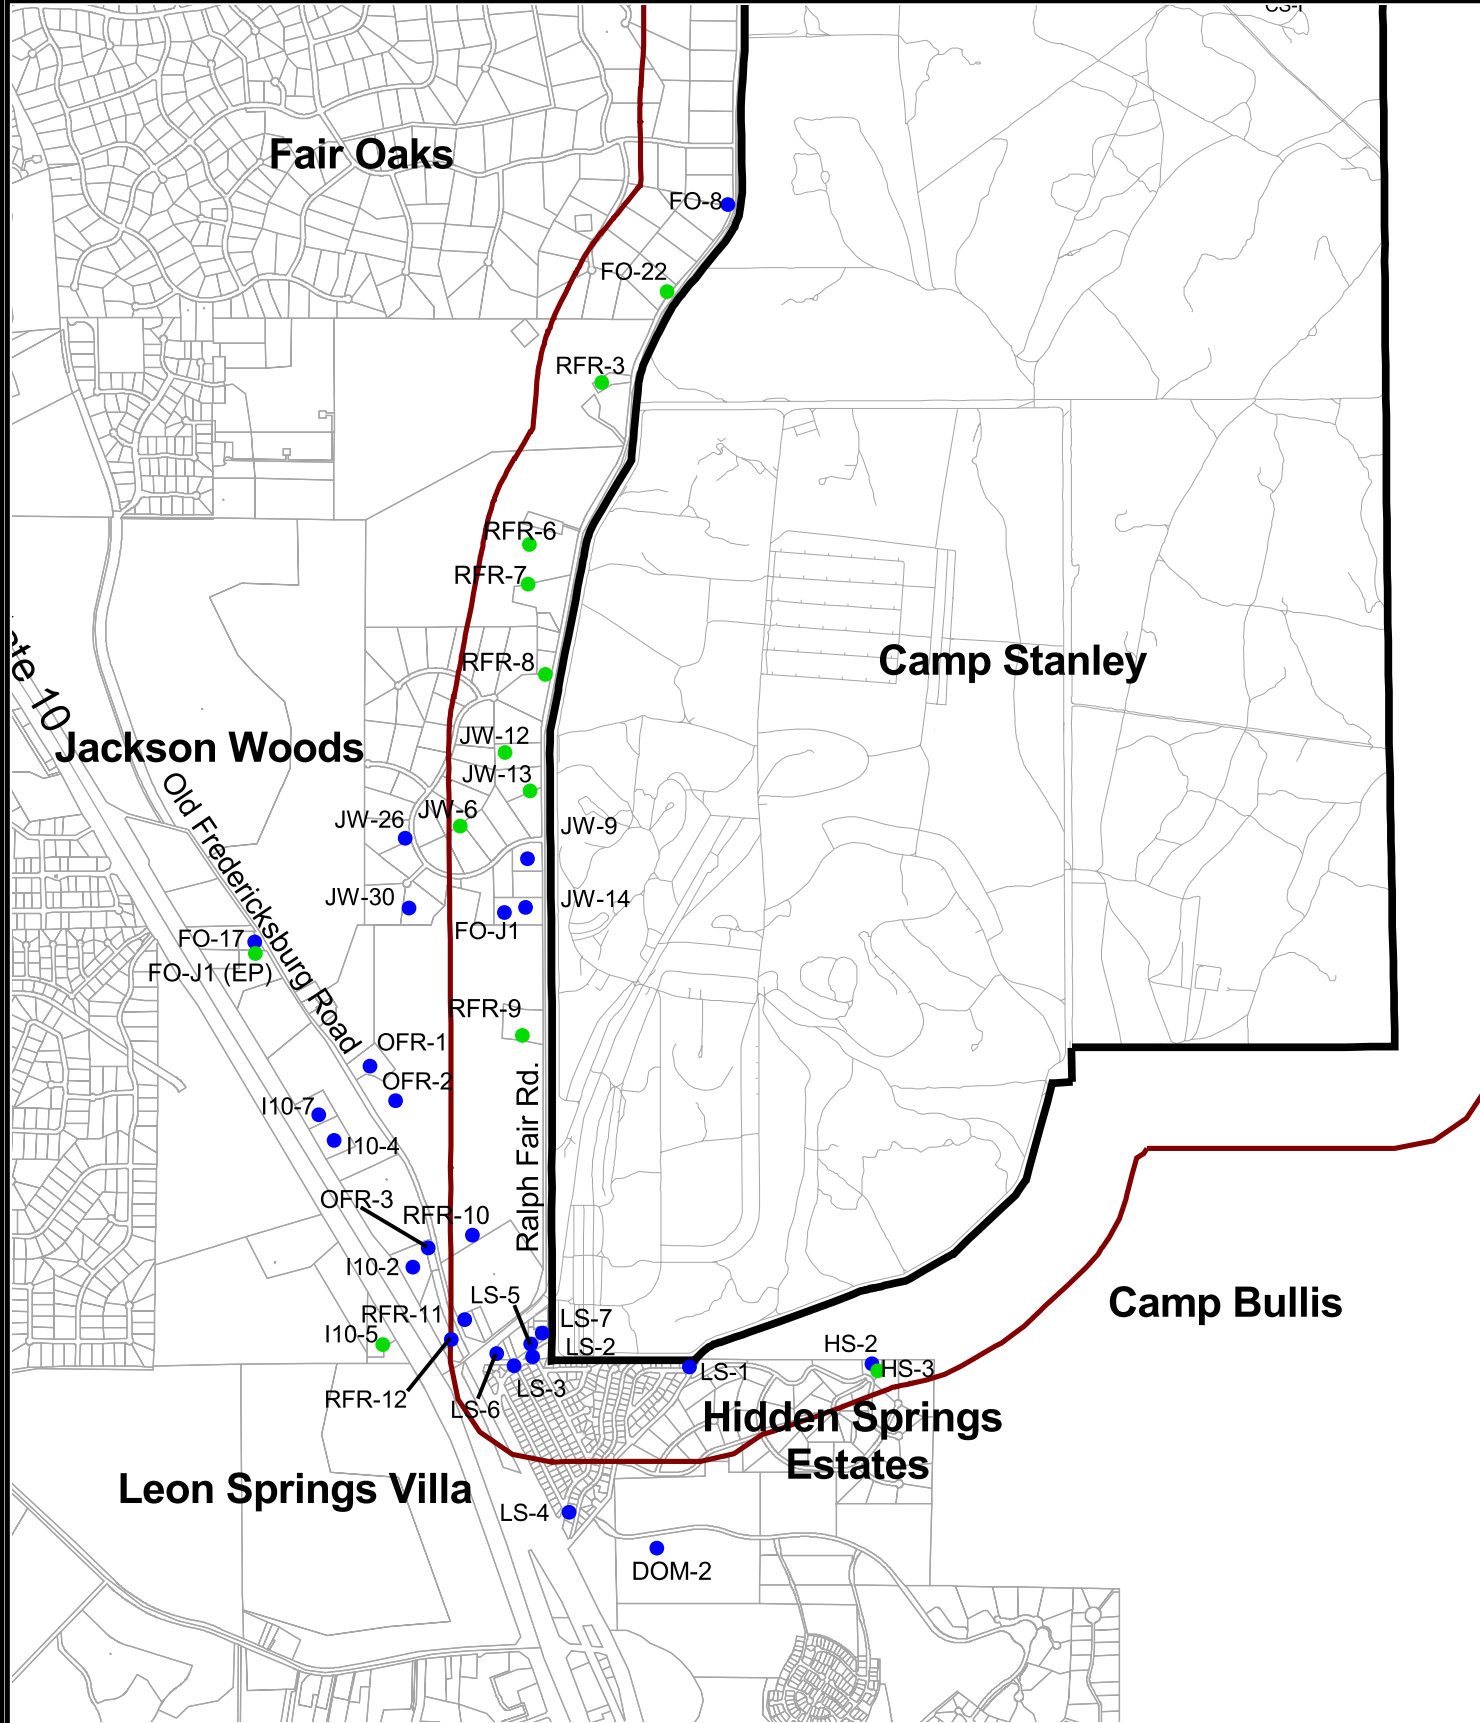 CS-I
Fair Oaks
FO-8
FO-22
RFR-3
RFR-6
RFR-7
RFR-8
Camp Stanley
10
JW-12
Jackson Woods
JW-13
JW-6
JW-26
JW-9
Old Fredericksburg Road
JW-30
JW-14
FO-J1
FO-17
FO-J1 (EP)
RFR-9
OFR-1
OFR-2
I10-7
I10-4
Ralph Fair Rd.
OFR-3
RFR-10
I10-2
LS-5
Camp Bullis
RFR-11
LS-7
I10-5
LS-2
HS-2
HS-3
LS-1
LS-3
RFR-12
LS-6
Hidden Springs
Estates
Leon Springs Villa
LS-4
DOM-2